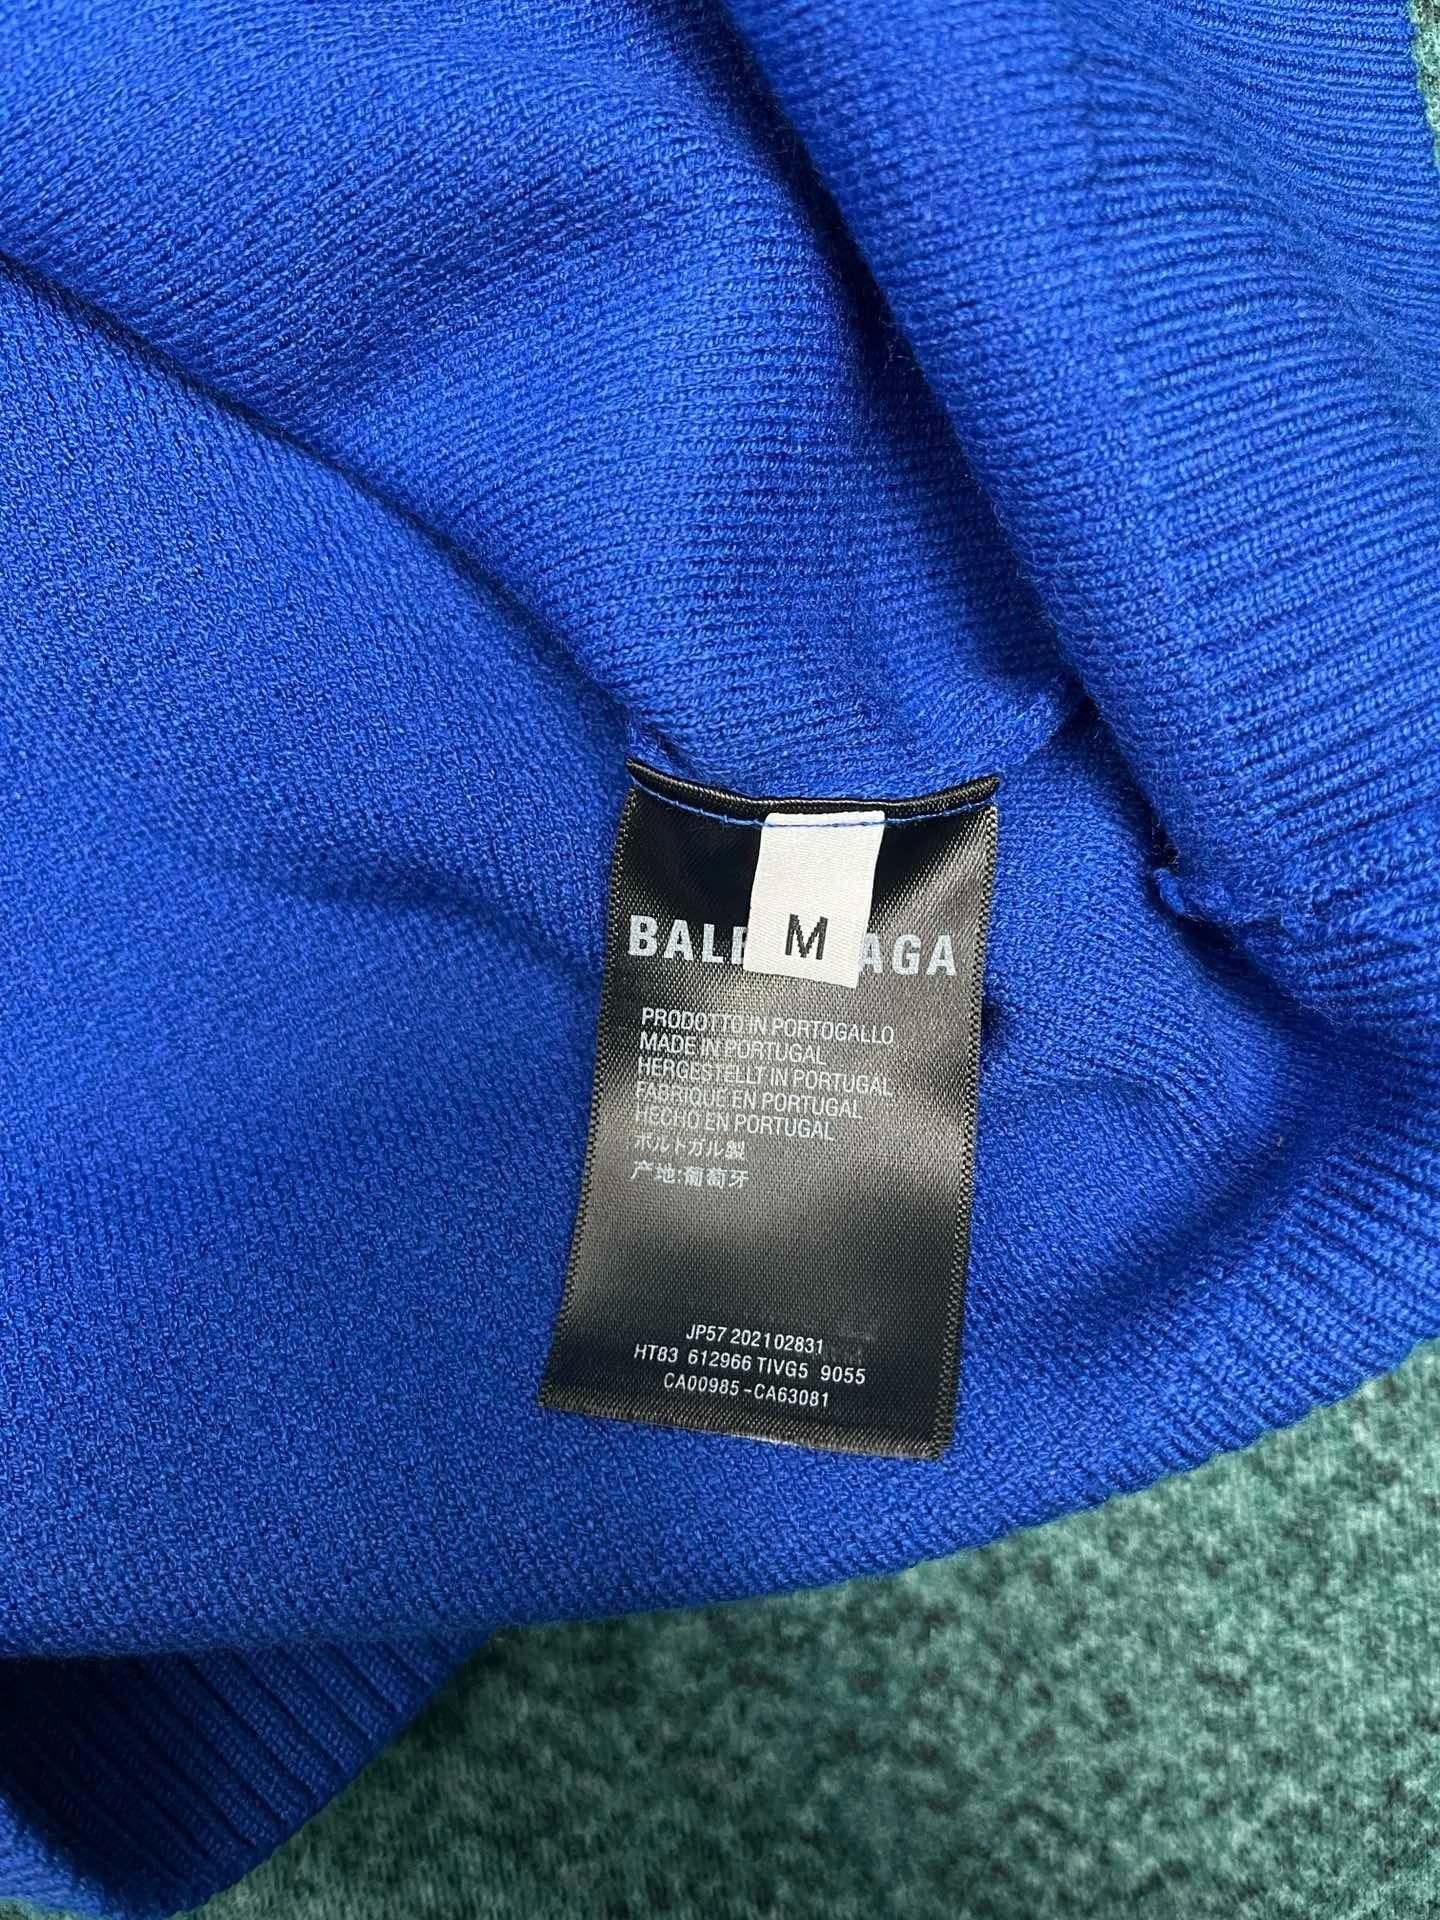 M
BALE AGA
PRODOTTO IN PORTOGALLO
MADE IN PORTUGAL
HERGESTELLT IN PORTUGAL
FABRIQUE EN PORTUGAL
HECHO EN PORTUGAL
ポルトガル製
产地:葡萄牙
JP57 202102831
HT83 612966 TIVG5 9055
CA00985-CA63081